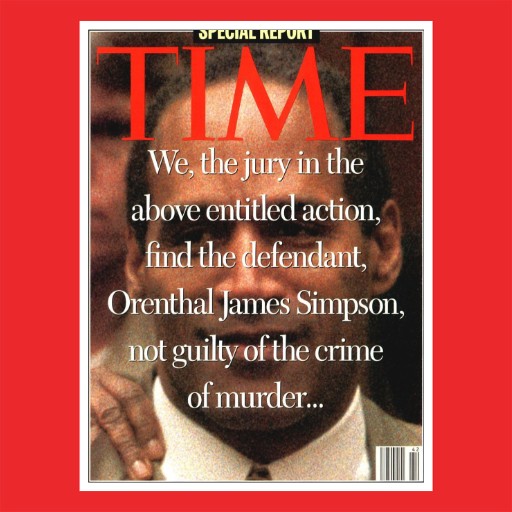 SPECIAL REPORT
TIME
We, the jury in the
above entitled action,
find the defendant,
Orenthal James Simpson,
not guilty of the crime
of murder...